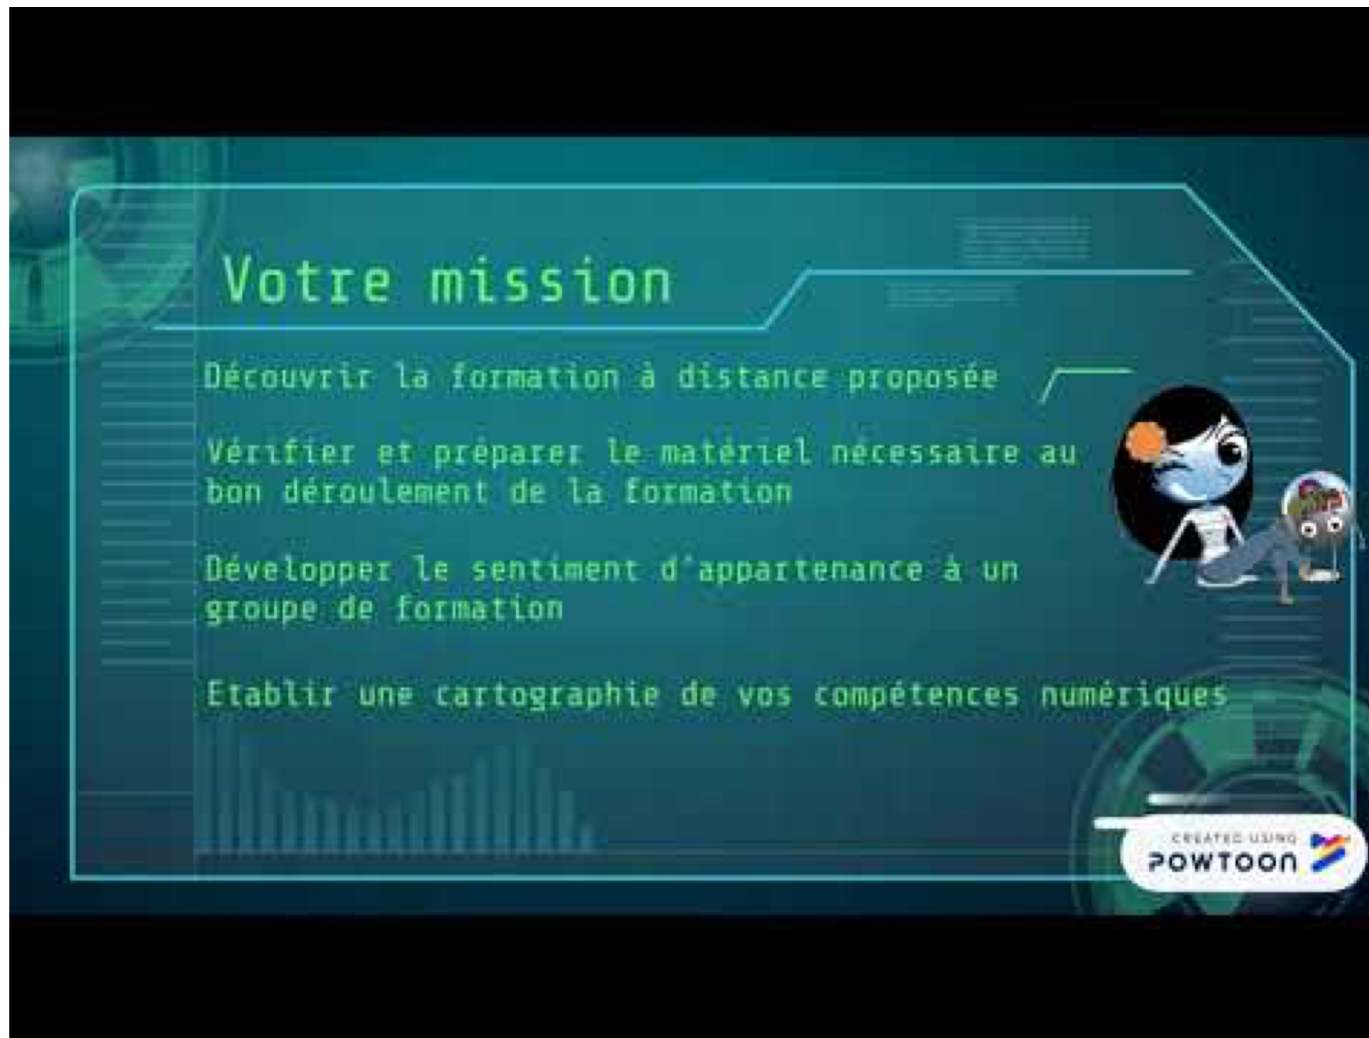 Votre mission
Découvrir la formation à distance proposée
Vérifier et préparer le matériel nécessaire au
bon déroulement de la formation
Développer le sentiment d'appartenance à un
groupe de formation
Etablir une cartographie de vos compétences numériques
CREATED USING
POWTOON